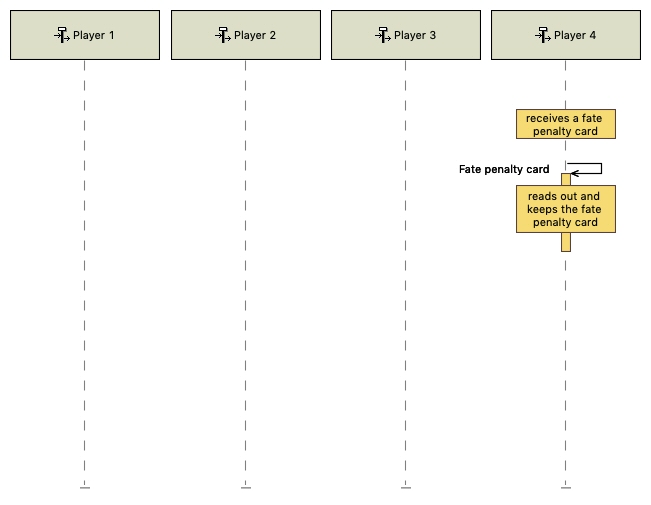 Player 1
Player 2
Player 3
Player 4
receives a fate
penalty card
Fate penalty card
reads out and
keeps the fate
penalty card